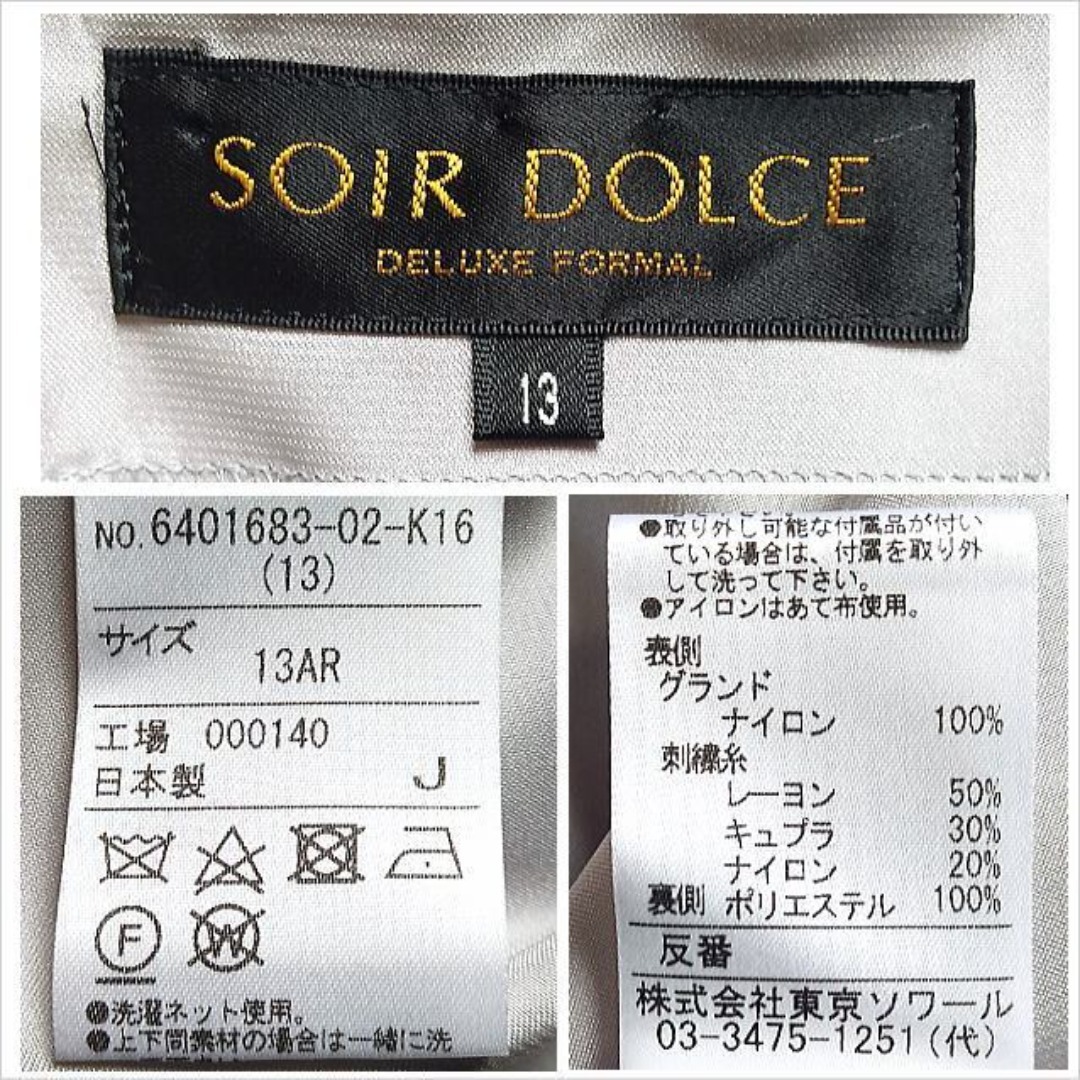 SOIR DOLCE
DELUXE FORMAL
13
NO. 6401683-02-K16
(13)
サイズ
13AR
工場 000140
日本製 J
F
W
●洗濯ネット使用。
●上下同素材の場合は一緒に洗
●取り外し可能な付属品が付い
ている場合は、付属を取り外
して洗って下さい。
●アイロンはあて布使用。
表側
グランド
ナイロン 100%
刺繍糸
レーヨン 50%
キュプラ 30%
ナイロン 20%
裏側 ポリエステル 100%
反番
株式会社東京ソワール
03-3475-1251(代)